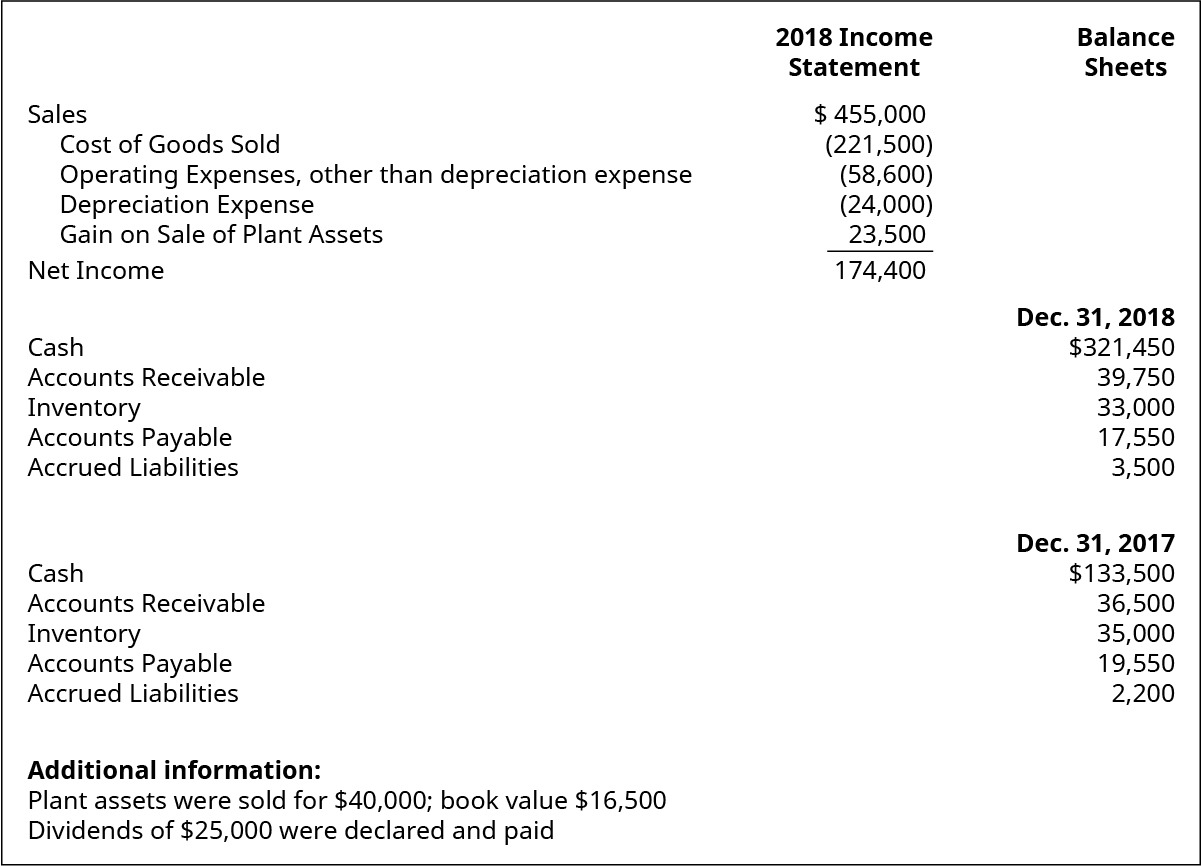 2018 Income Statement Balance Sheets
Sales $ 455,000
Cost of Goods Sold (221,500)
Operating Expenses, other than depreciation expense (58,600)
Depreciation Expense (24,000)
Gain on Sale of Plant Assets 23,500
Net Income 174,400
Dec. 31, 2018
Cash $321,450
Accounts Receivable 39,750
Inventory 33,000
Accounts Payable 17,550
Accrued Liabilities 3,500
Dec. 31, 2017
Cash $133,500
Accounts Receivable 36,500
Inventory 35,000
Accounts Payable 19,550
Accrued Liabilities 2,200
Additional information:
Plant assets were sold for $40,000; book value $16,500
Dividends of $25,000 were declared and paid